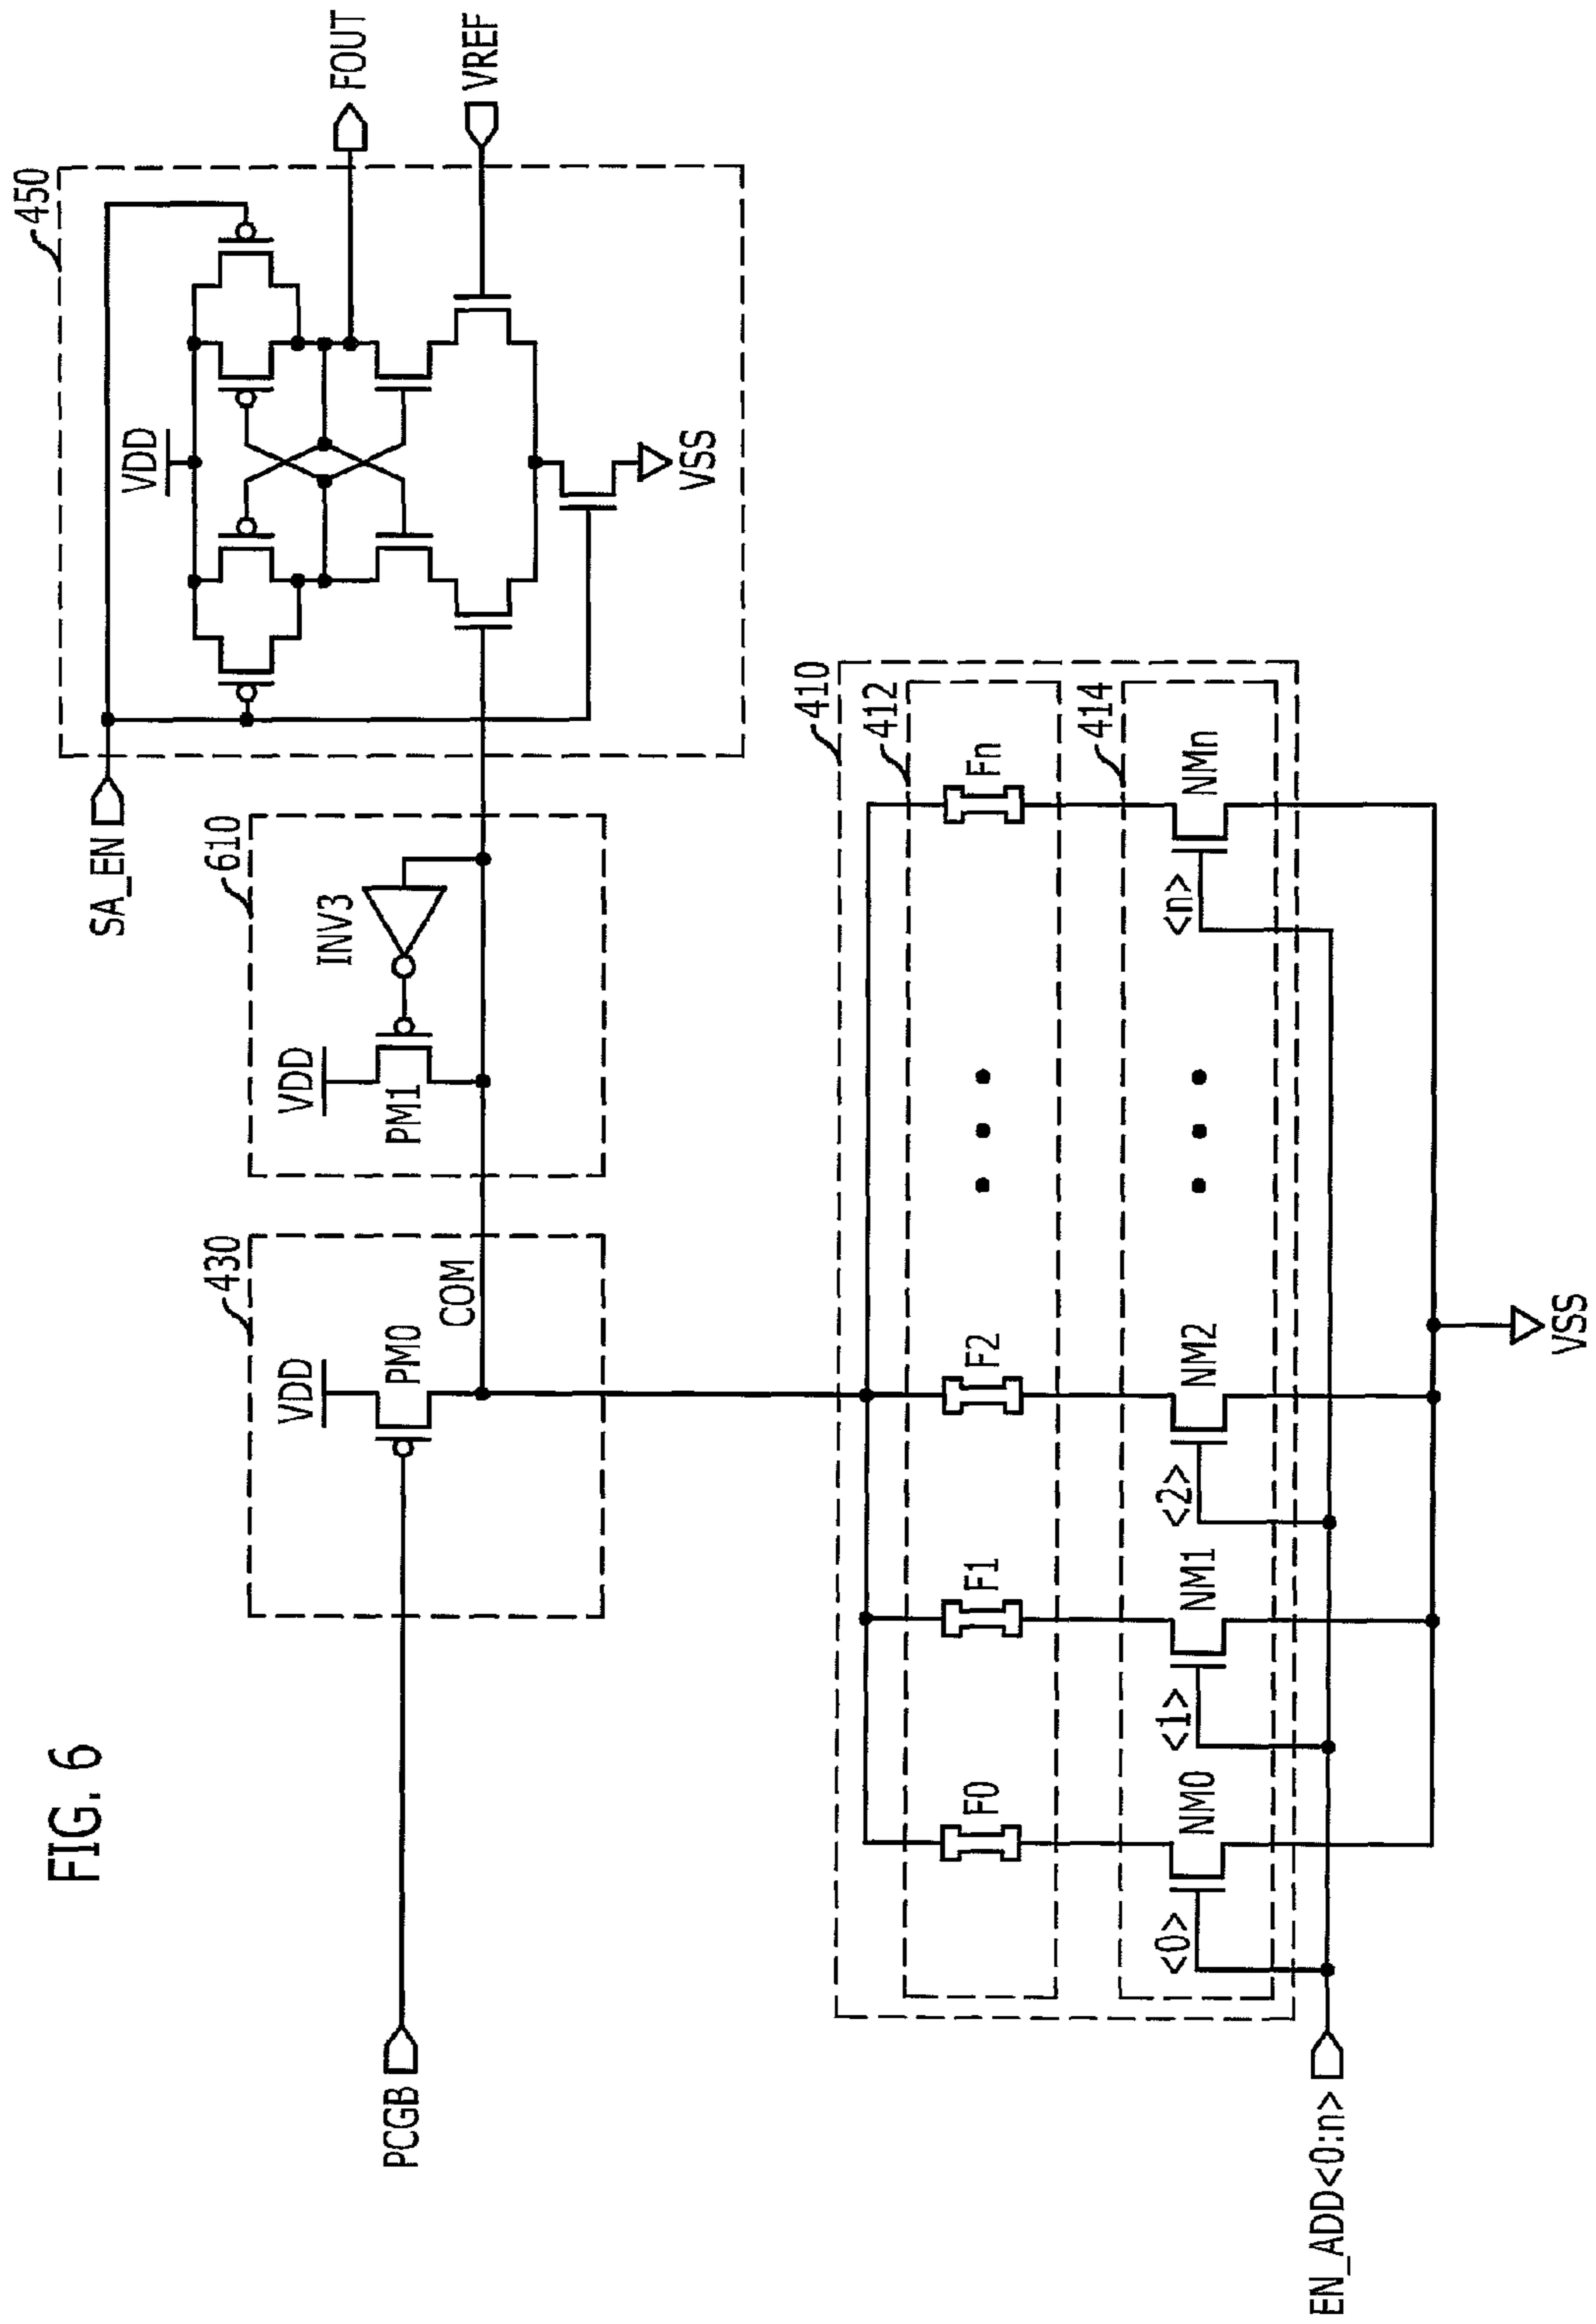 FIG. 6
450
SA_EN
VDD
FOUT
VREF
VSS
430
VDD
PM0
COM
610
VDD
PM1
INV3
PCGB
410
412
F0
F1
F2
Fn
414
<0>
NM0
<1>
NM1
<2>
NM2
<n>
NMn
EN_ADD<0:n>
VSS